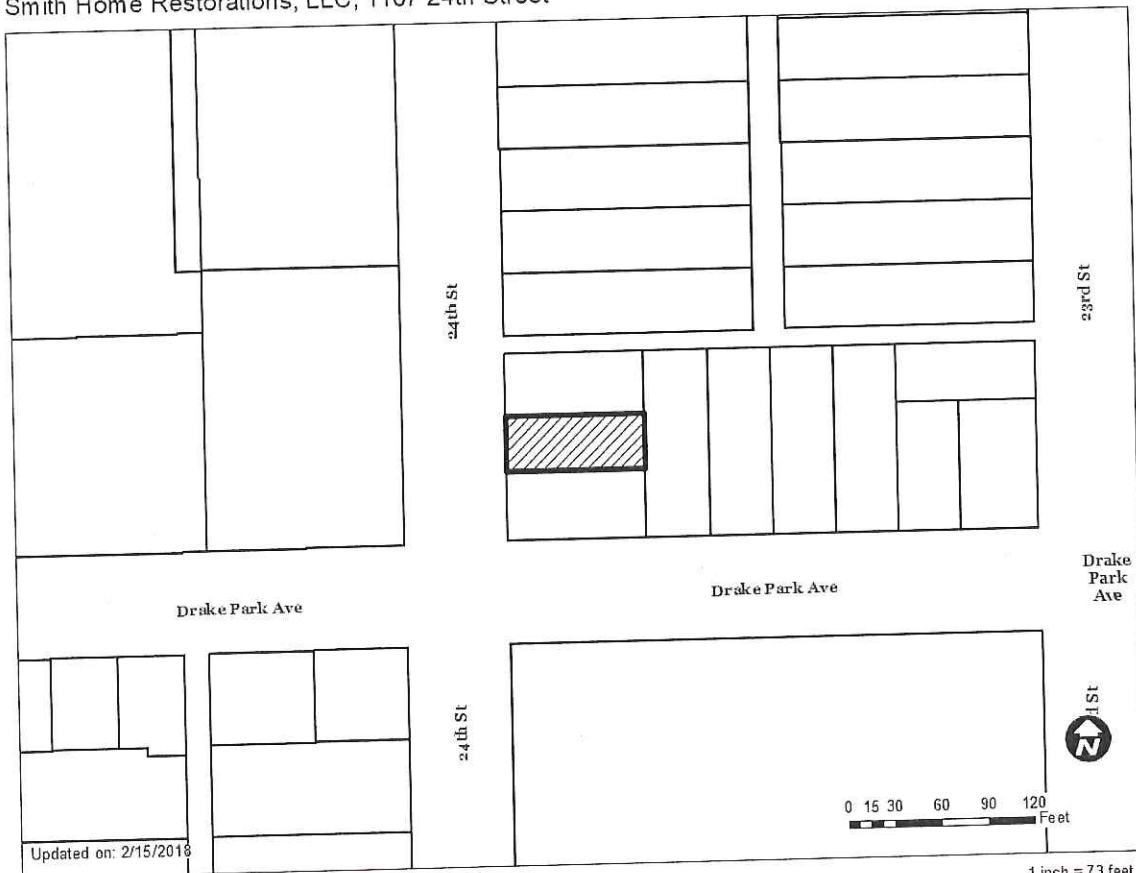 Smith Home Restorations, LLC, 1107 24th Street
24th St
23rd St
Drake Park Ave
Drake Park Ave
Drake
Park
Ave
24th St
St
N
0 15 30 60 90 120
Feet
Updated on: 2/15/2018
1 inch = 73 feet